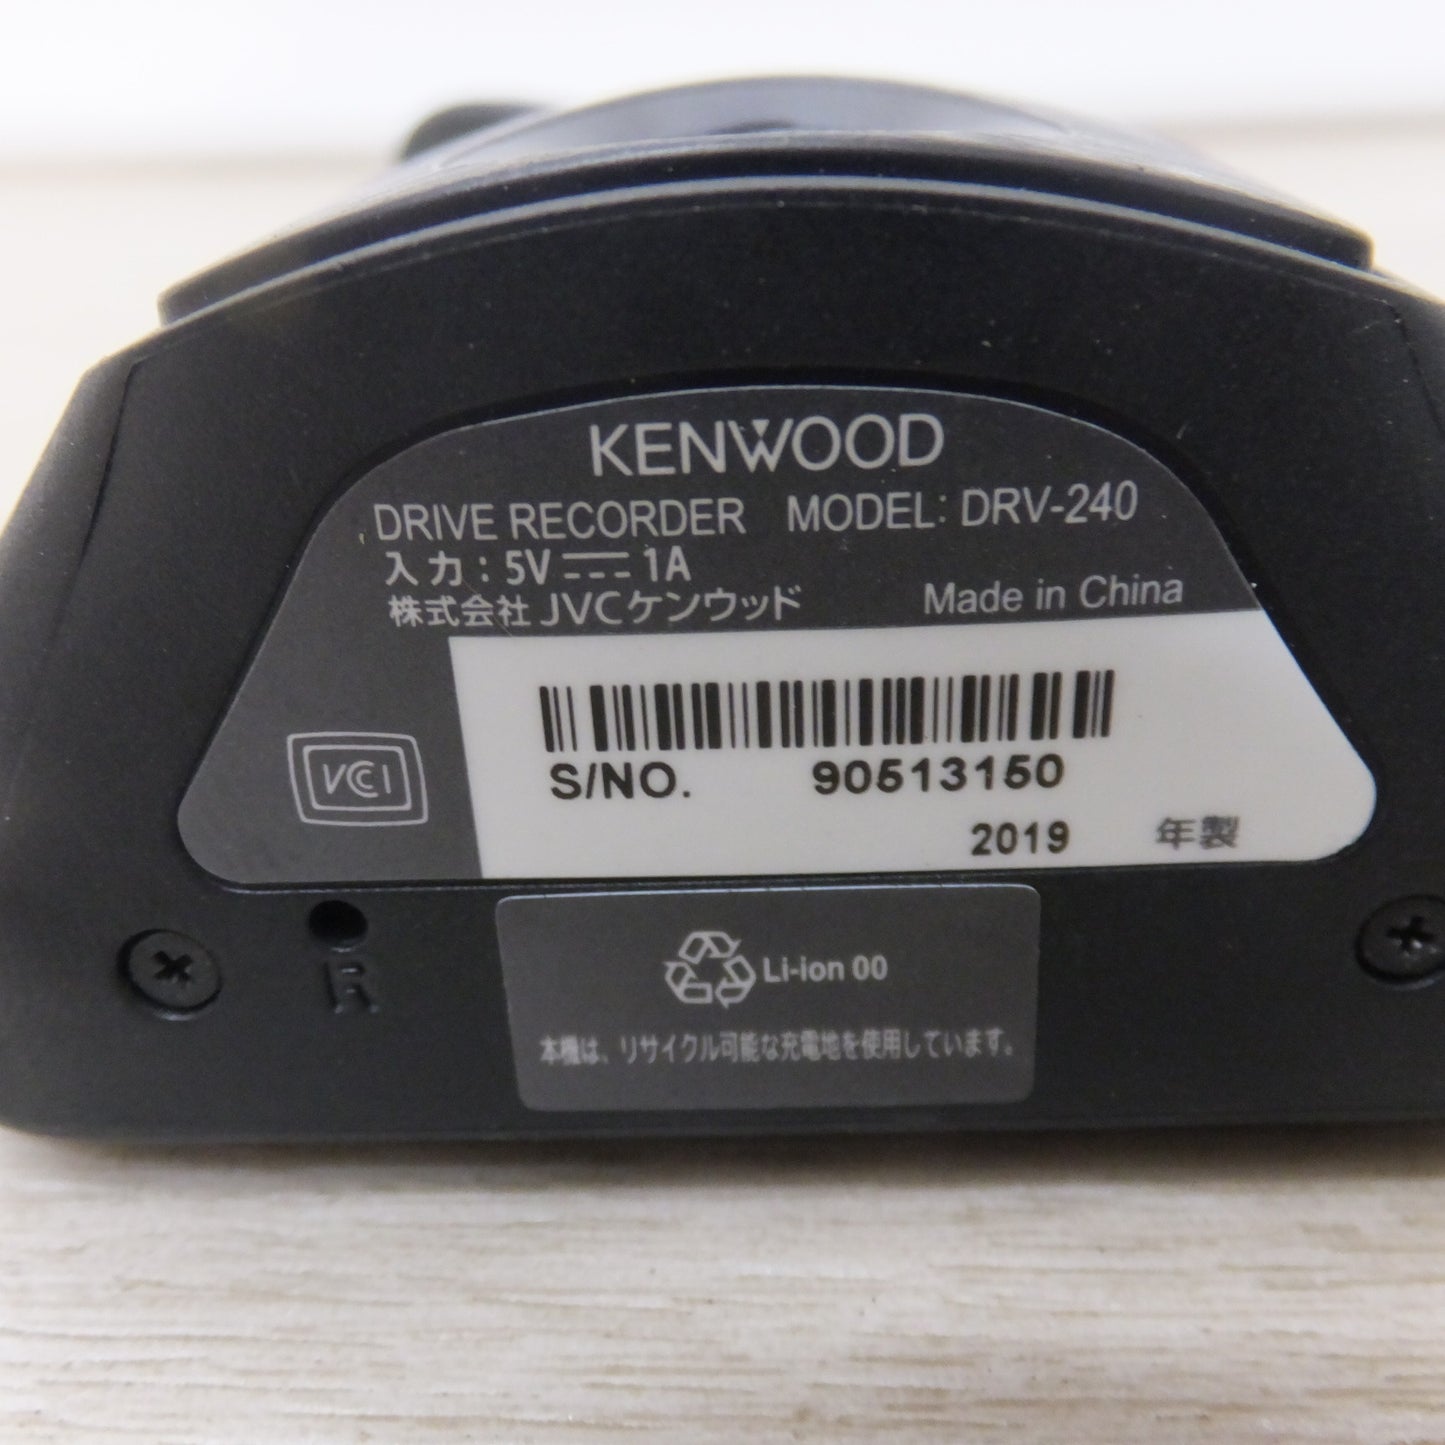 KENWOOD
DRIVE RECORDER MODEL: DRV-240
入力：5V ⎓ 1A
株式会社 JVCケンウッド Made in China
VCCI
S/NO. 90513150
2019 年製
R
Li-ion 00
本機は、リサイクル可能な充電地を使用しています。